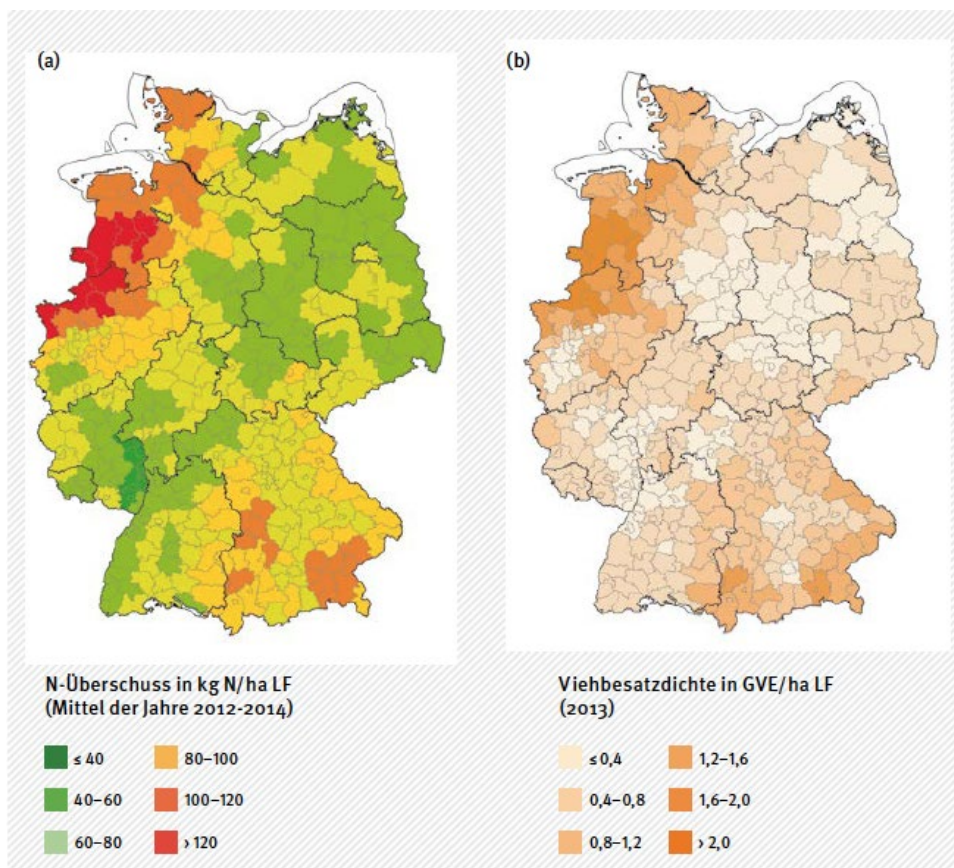 (a)
(b)
N-Überschuss in kg N/ha LF
(Mittel der Jahre 2012-2014)
≤ 40
80–100
40–60
100–120
60–80
› 120
Viehbesatzdichte in GVE/ha LF
(2013)
≤ 0,4
1,2–1,6
0,4–0,8
1,6–2,0
0,8–1,2
› 2,0